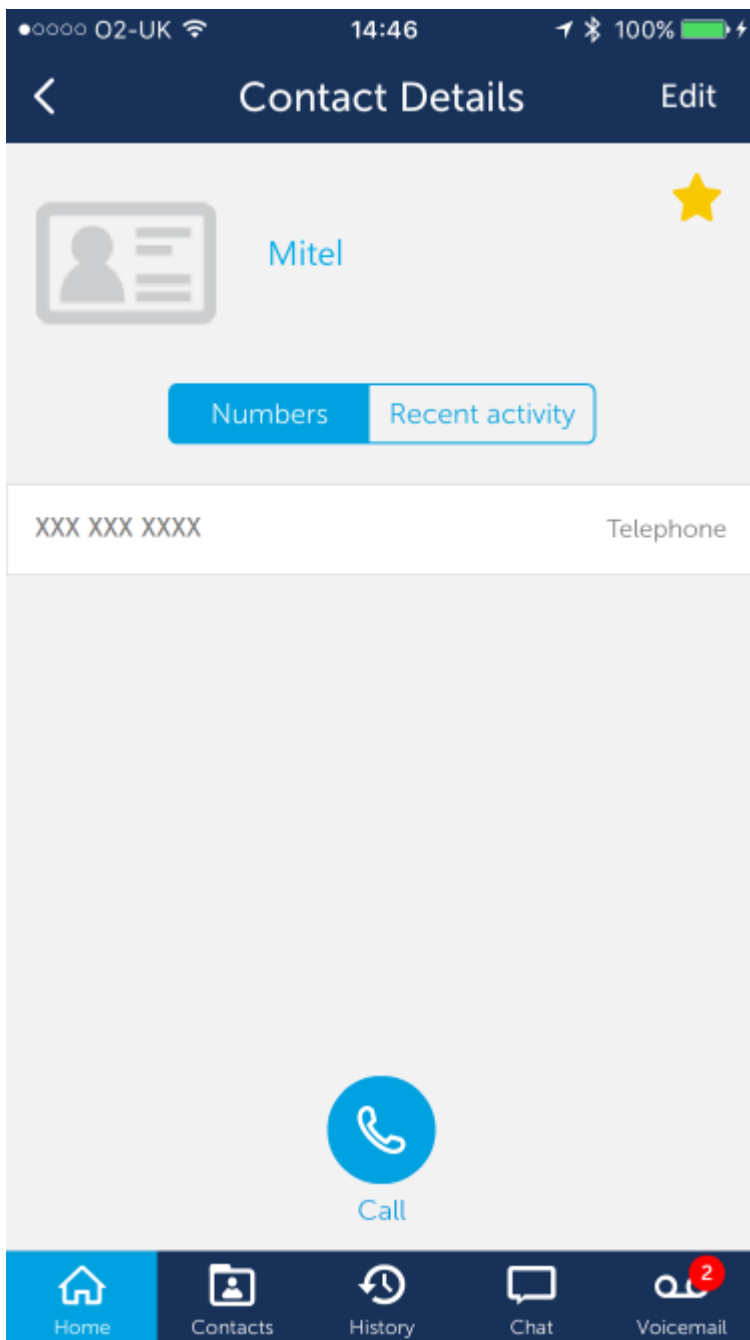 O2-UK 14:46 100%
Contact Details Edit
Mitel
Numbers Recent activity
XXX XXX XXXX Telephone
Call
2
Home Contacts History Chat Voicemail